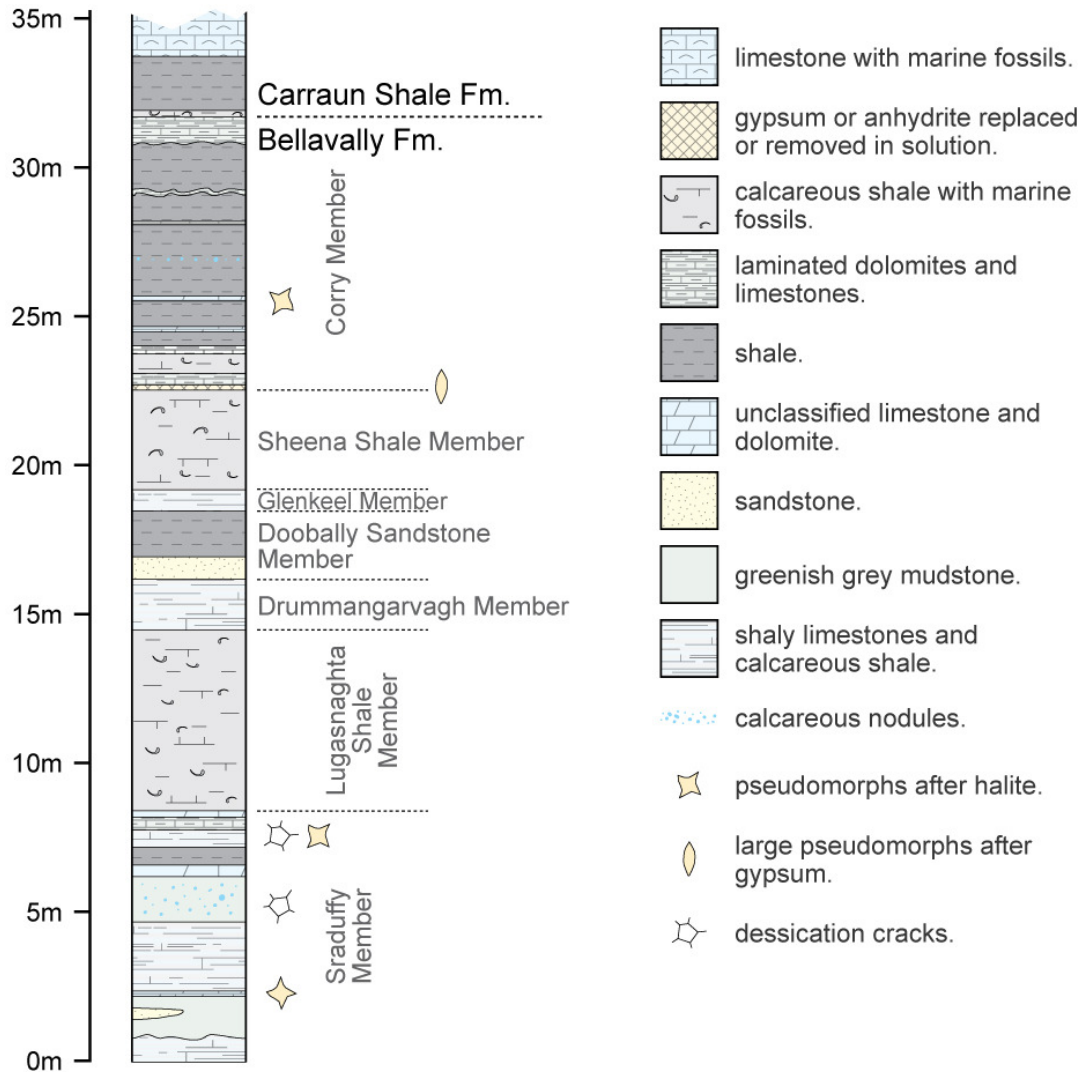 35m
30m
25m
20m
15m
10m
5m
0m
Carraun Shale Fm.
Bellavally Fm.
Corry Member
Sheena Shale Member
Glenkeel Member
Doobally Sandstone
Member
Drummangarvagh Member
Lugasnaghta
Shale
Member
Sraduffy
Member
limestone with marine fossils.
gypsum or anhydrite replaced
or removed in solution.
calcareous shale with marine
fossils.
laminated dolomites and
limestones.
shale.
unclassified limestone and
dolomite.
sandstone.
greenish grey mudstone.
shaly limestones and
calcareous shale.
calcareous nodules.
pseudomorphs after halite.
large pseudomorphs after
gypsum.
dessication cracks.